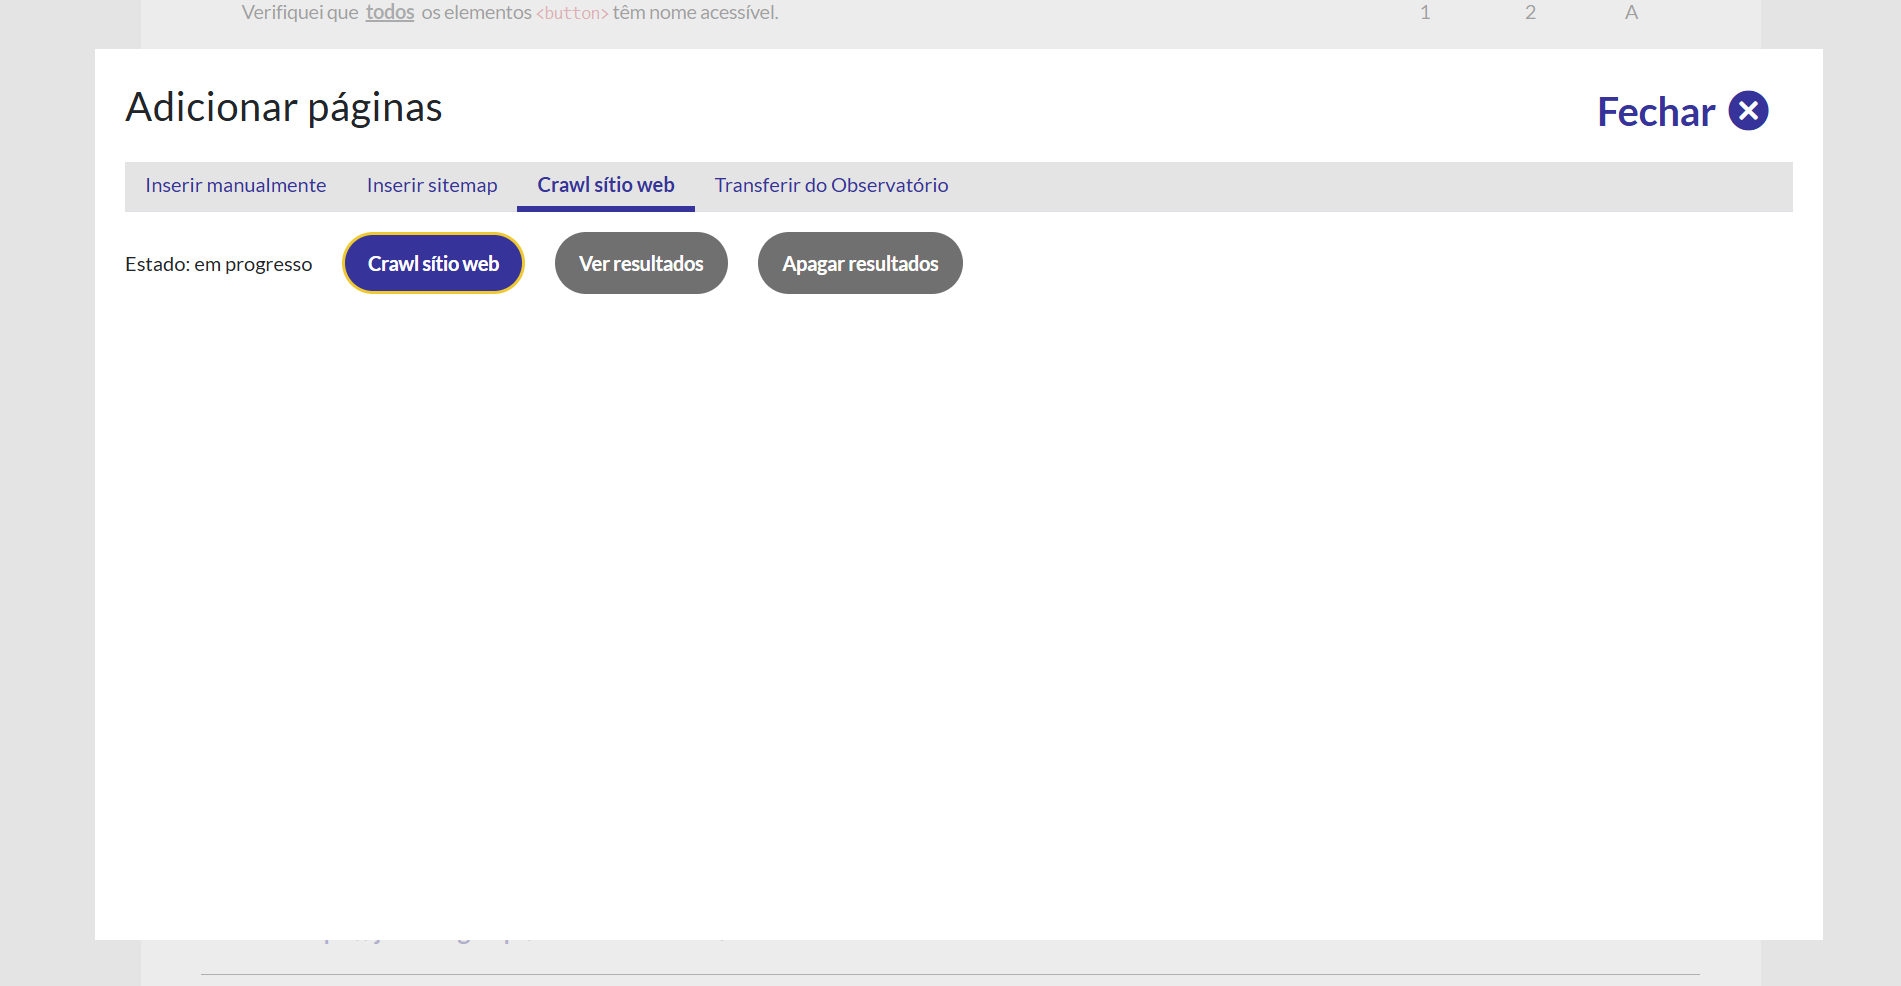 Verifiquei que todos os elementos <button> têm nome acessível. 1 2 A
Adicionar páginas
Fechar
Inserir manualmente Inserir sitemap Crawl sítio web Transferir do Observatório
Estado: em progresso Crawl sítio web Ver resultados Apagar resultados